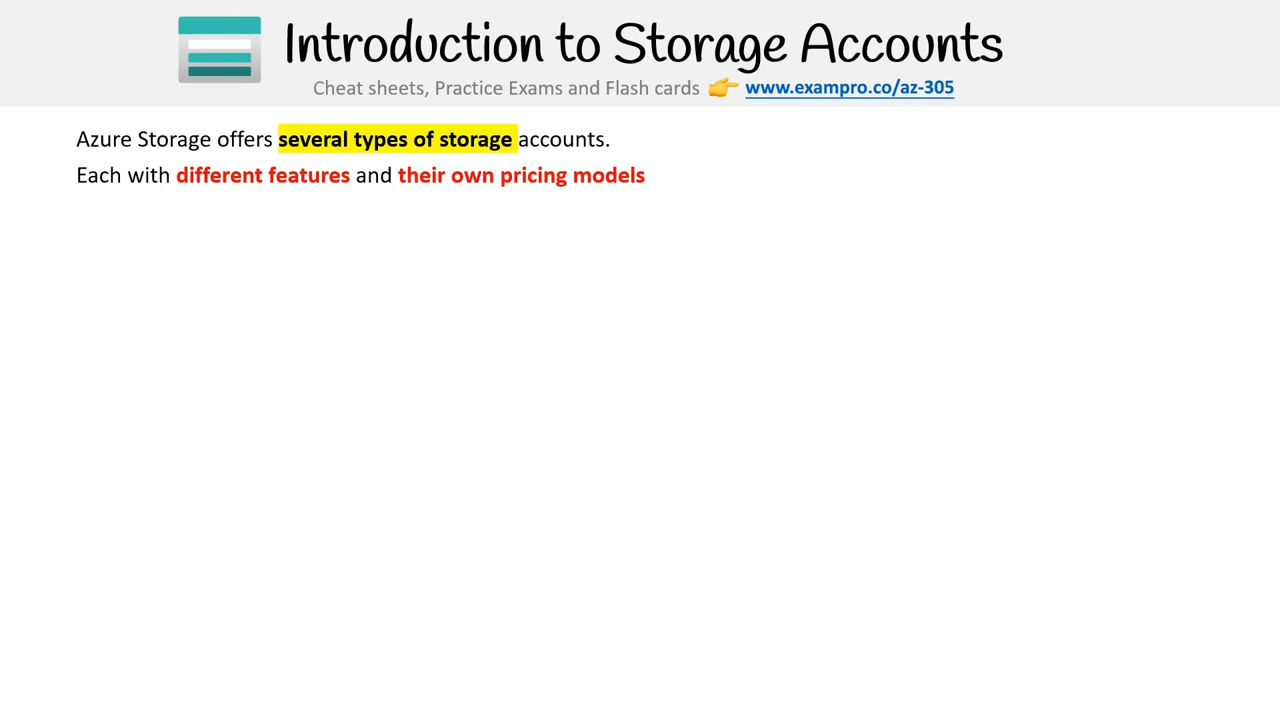 Introduction to Storage Accounts
Cheat sheets, Practice Exams and Flash cards 👉 www.exampro.co/az-305
Azure Storage offers several types of storage accounts.
Each with different features and their own pricing models